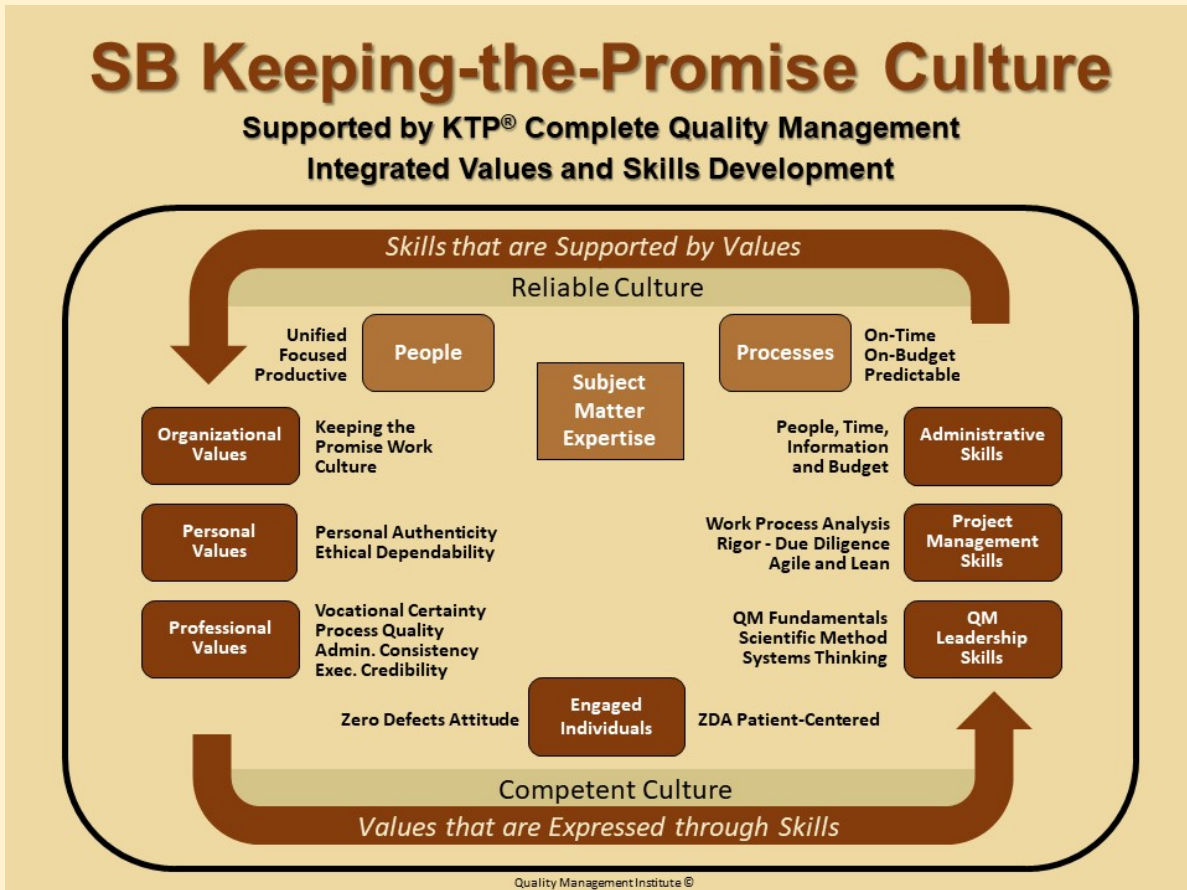 SB Keeping-the-Promise Culture
Supported by KTP® Complete Quality Management
Integrated Values and Skills Development
Skills that are Supported by Values
Reliable Culture
Unified
Focused
Productive
People
Subject
Matter
Expertise
Processes
On-Time
On-Budget
Predictable
Organizational
Values
Keeping the
Promise Work
Culture
People, Time,
Information
and Budget
Administrative
Skills
Personal
Values
Personal Authenticity
Ethical Dependability
Work Process Analysis
Rigor - Due Diligence
Agile and Lean
Project
Management
Skills
Professional
Values
Vocational Certainty
Process Quality
Admin. Consistency
Exec. Credibility
QM Fundamentals
Scientific Method
Systems Thinking
QM
Leadership
Skills
Zero Defects Attitude
Engaged
Individuals
ZDA Patient-Centered
Competent Culture
Values that are Expressed through Skills
Quality Management Institute ©